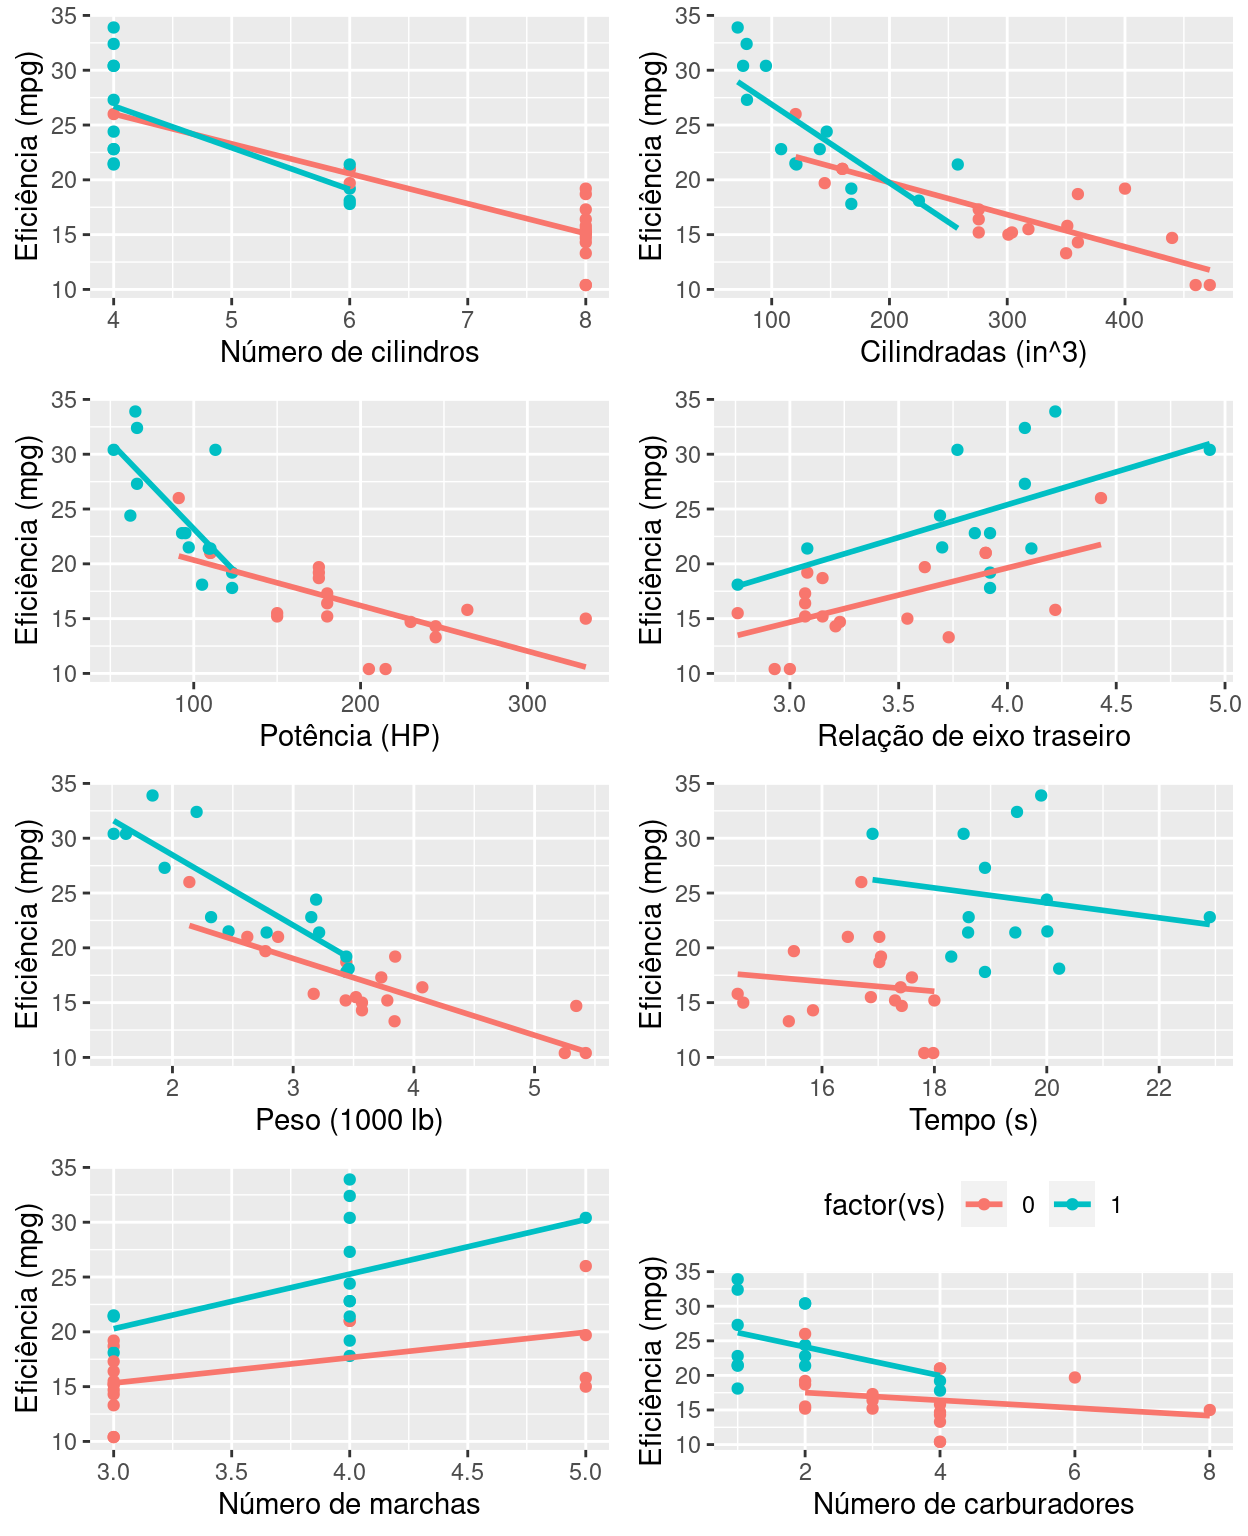 35
30
25
20
15
10
Eficiência (mpg)
4 5 6 7 8
Número de cilindros
35
30
25
20
15
10
Eficiência (mpg)
100 200 300 400
Cilindradas (in^3)
35
30
25
20
15
10
Eficiência (mpg)
100 200 300
Potência (HP)
35
30
25
20
15
10
Eficiência (mpg)
3.0 3.5 4.0 4.5 5.0
Relação de eixo traseiro
35
30
25
20
15
10
Eficiência (mpg)
2 3 4 5
Peso (1000 lb)
35
30
25
20
15
10
Eficiência (mpg)
16 18 20 22
Tempo (s)
35
30
25
20
15
10
Eficiência (mpg)
3.0 3.5 4.0 4.5 5.0
Número de marchas
factor(vs) 0 1
35
30
25
20
15
10
Eficiência (mpg)
2 4 6 8
Número de carburadores